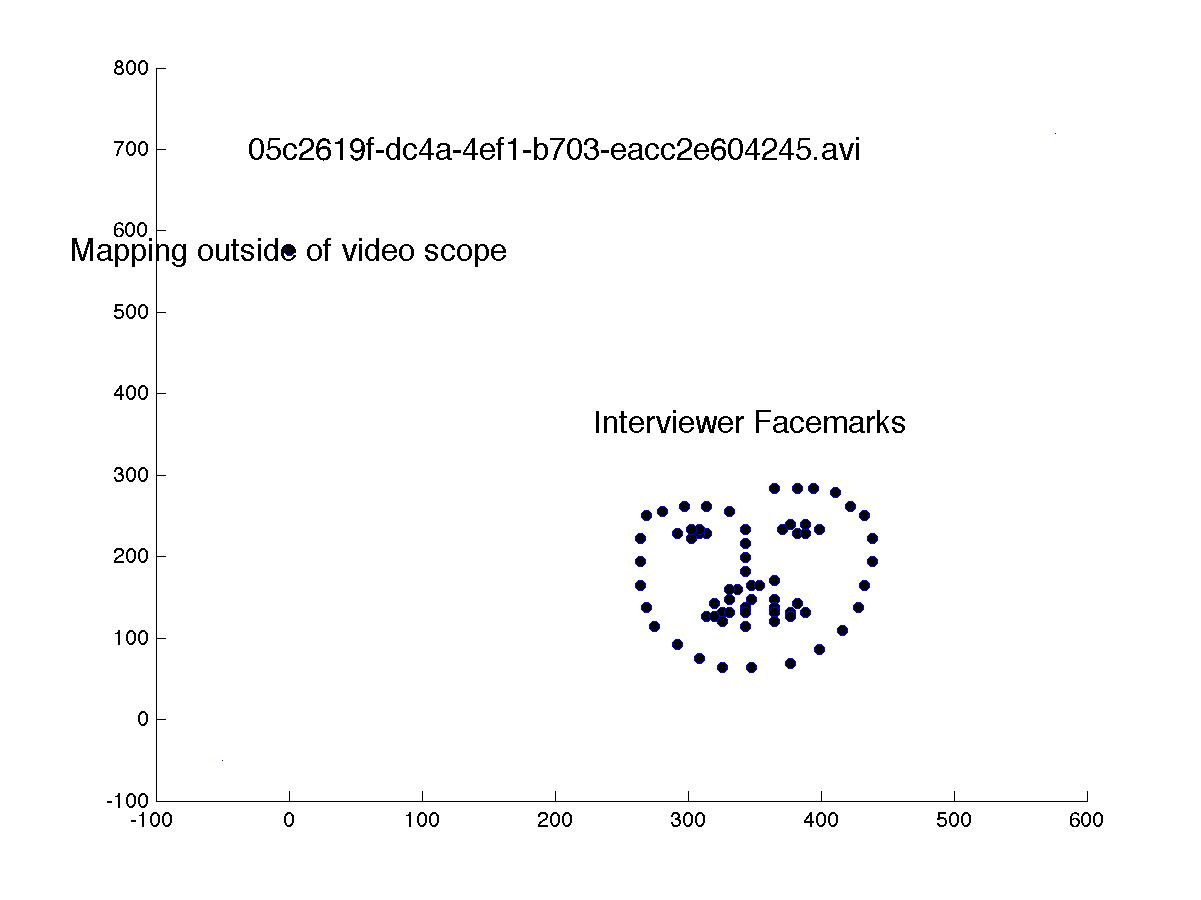 800
700
05c2619f-dc4a-4ef1-b703-eacc2e604245.avi
600
Mapping outside of video scope
500
400
Interviewer Facemarks
300
200
100
0
-100
-100 0 100 200 300 400 500 600